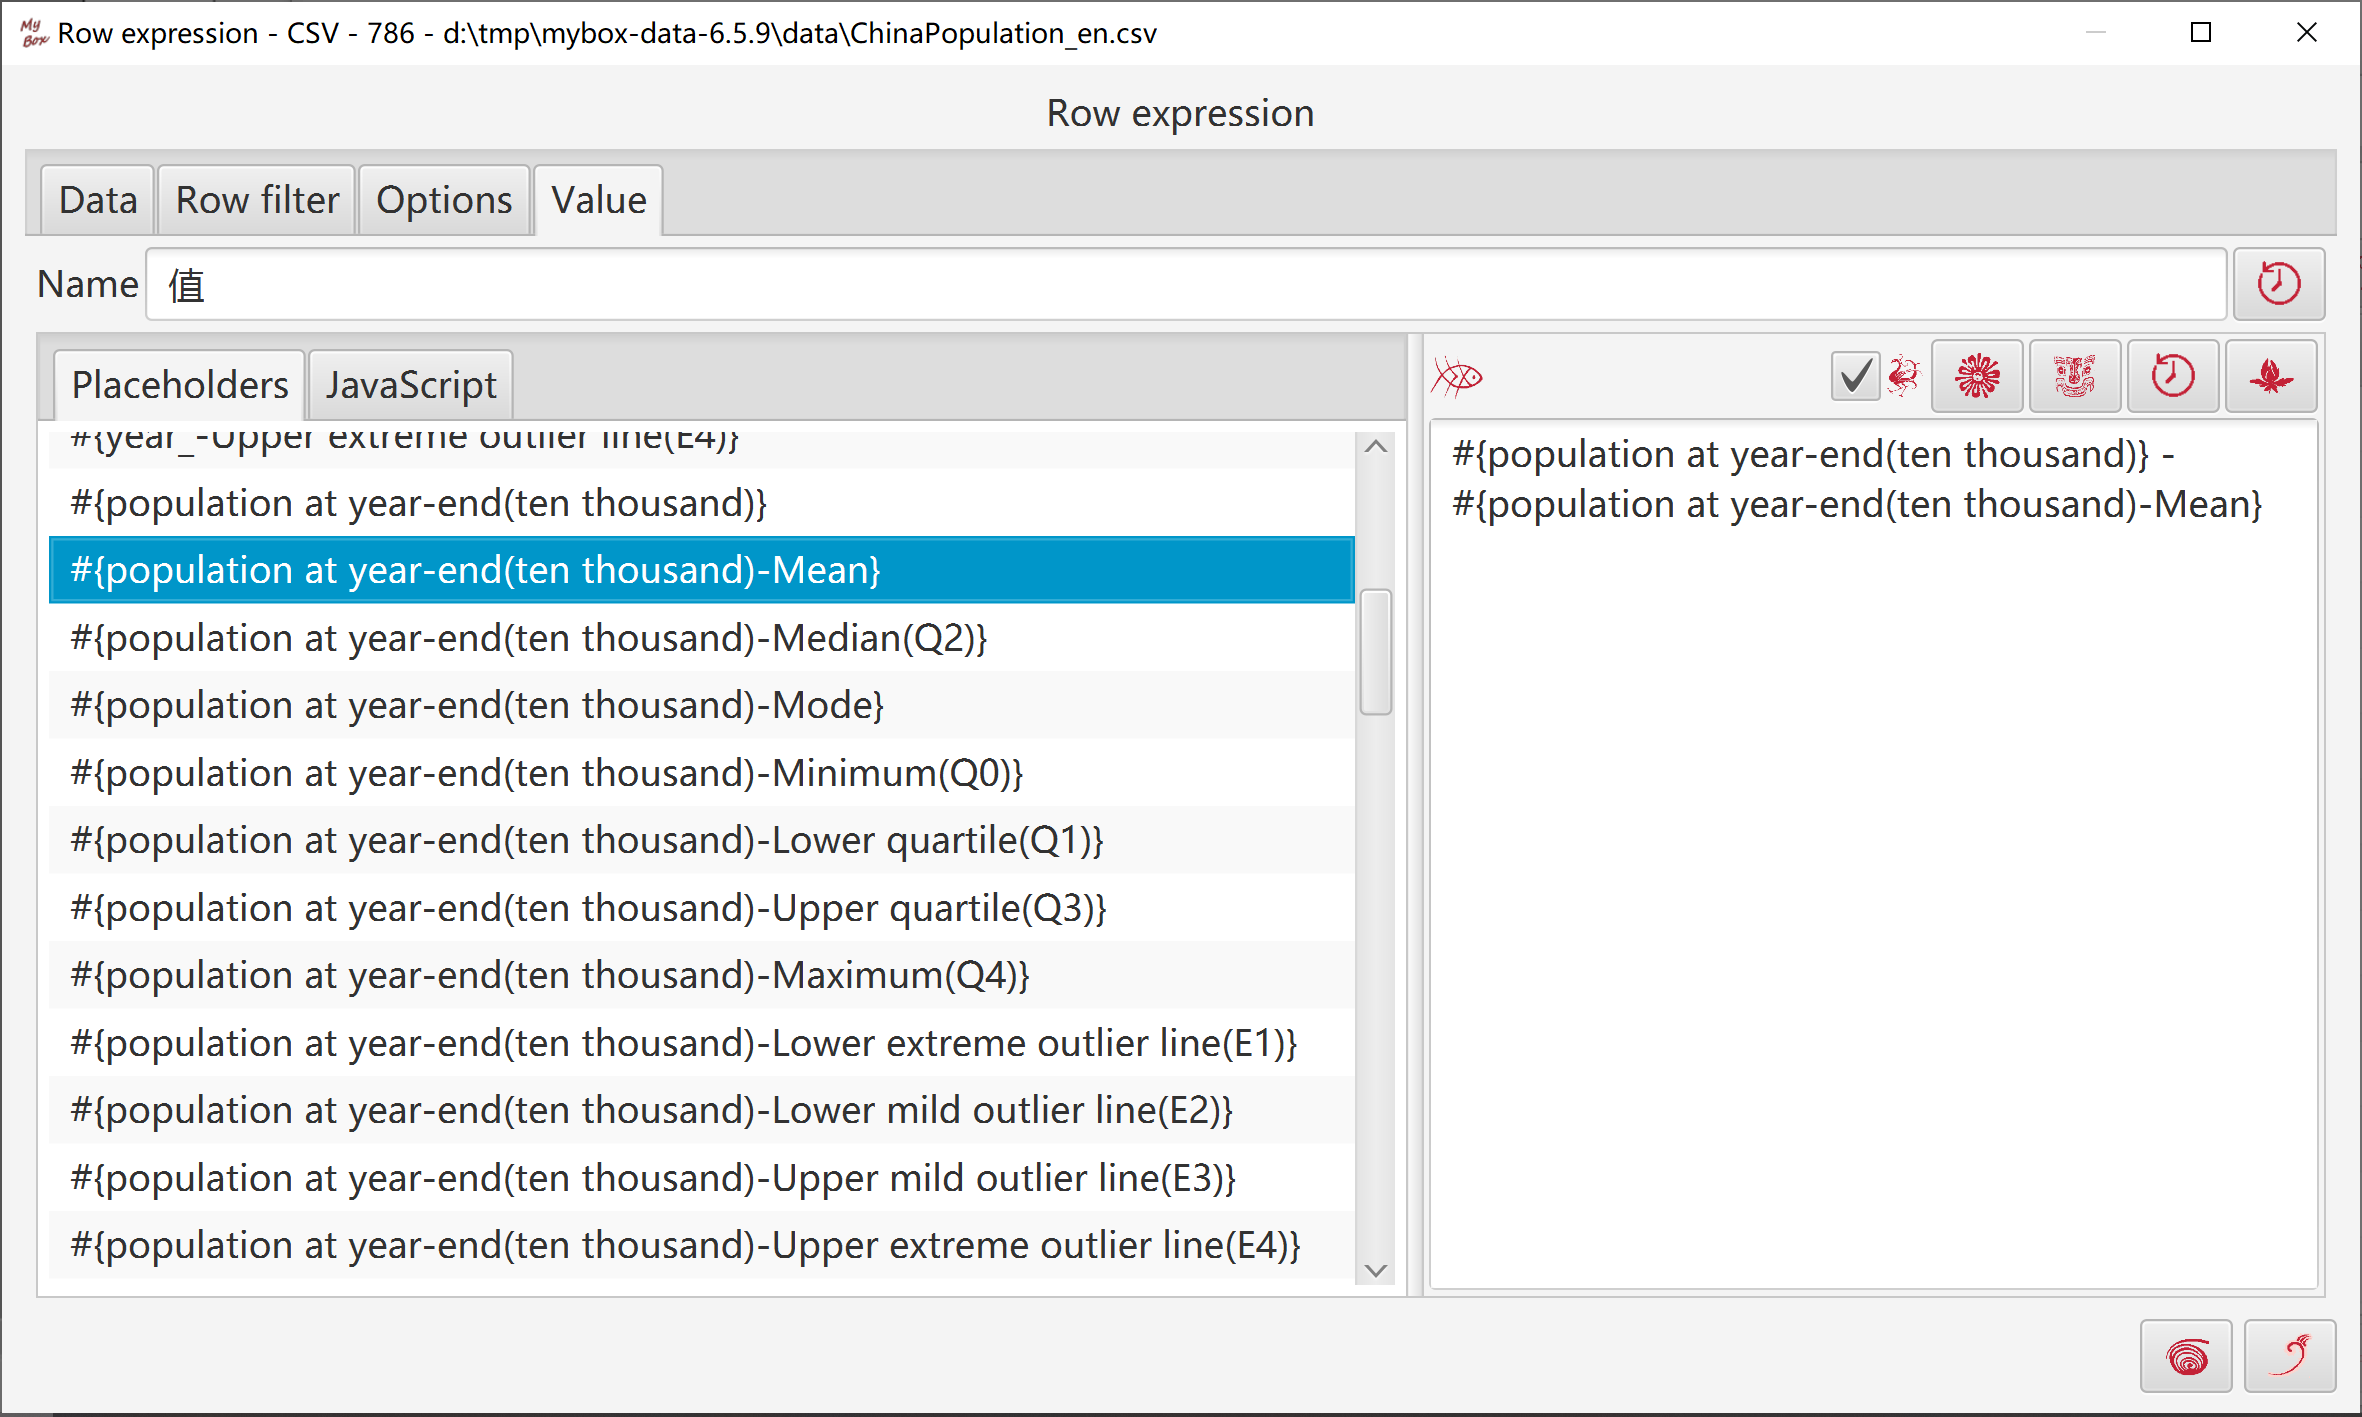 My Box
Row expression - CSV - 786 - d:\tmp\mybox-data-6.5.9\data\ChinaPopulation_en.csv
Row expression
Data Row filter Options Value
Name 值
Placeholders JavaScript
#{year_-Upper extreme outlier line(E4)}
#{population at year-end(ten thousand)}
#{population at year-end(ten thousand)-Mean}
#{population at year-end(ten thousand)-Median(Q2)}
#{population at year-end(ten thousand)-Mode}
#{population at year-end(ten thousand)-Minimum(Q0)}
#{population at year-end(ten thousand)-Lower quartile(Q1)}
#{population at year-end(ten thousand)-Upper quartile(Q3)}
#{population at year-end(ten thousand)-Maximum(Q4)}
#{population at year-end(ten thousand)-Lower extreme outlier line(E1)}
#{population at year-end(ten thousand)-Lower mild outlier line(E2)}
#{population at year-end(ten thousand)-Upper mild outlier line(E3)}
#{population at year-end(ten thousand)-Upper extreme outlier line(E4)}
#{population at year-end(ten thousand)} -
#{population at year-end(ten thousand)-Mean}